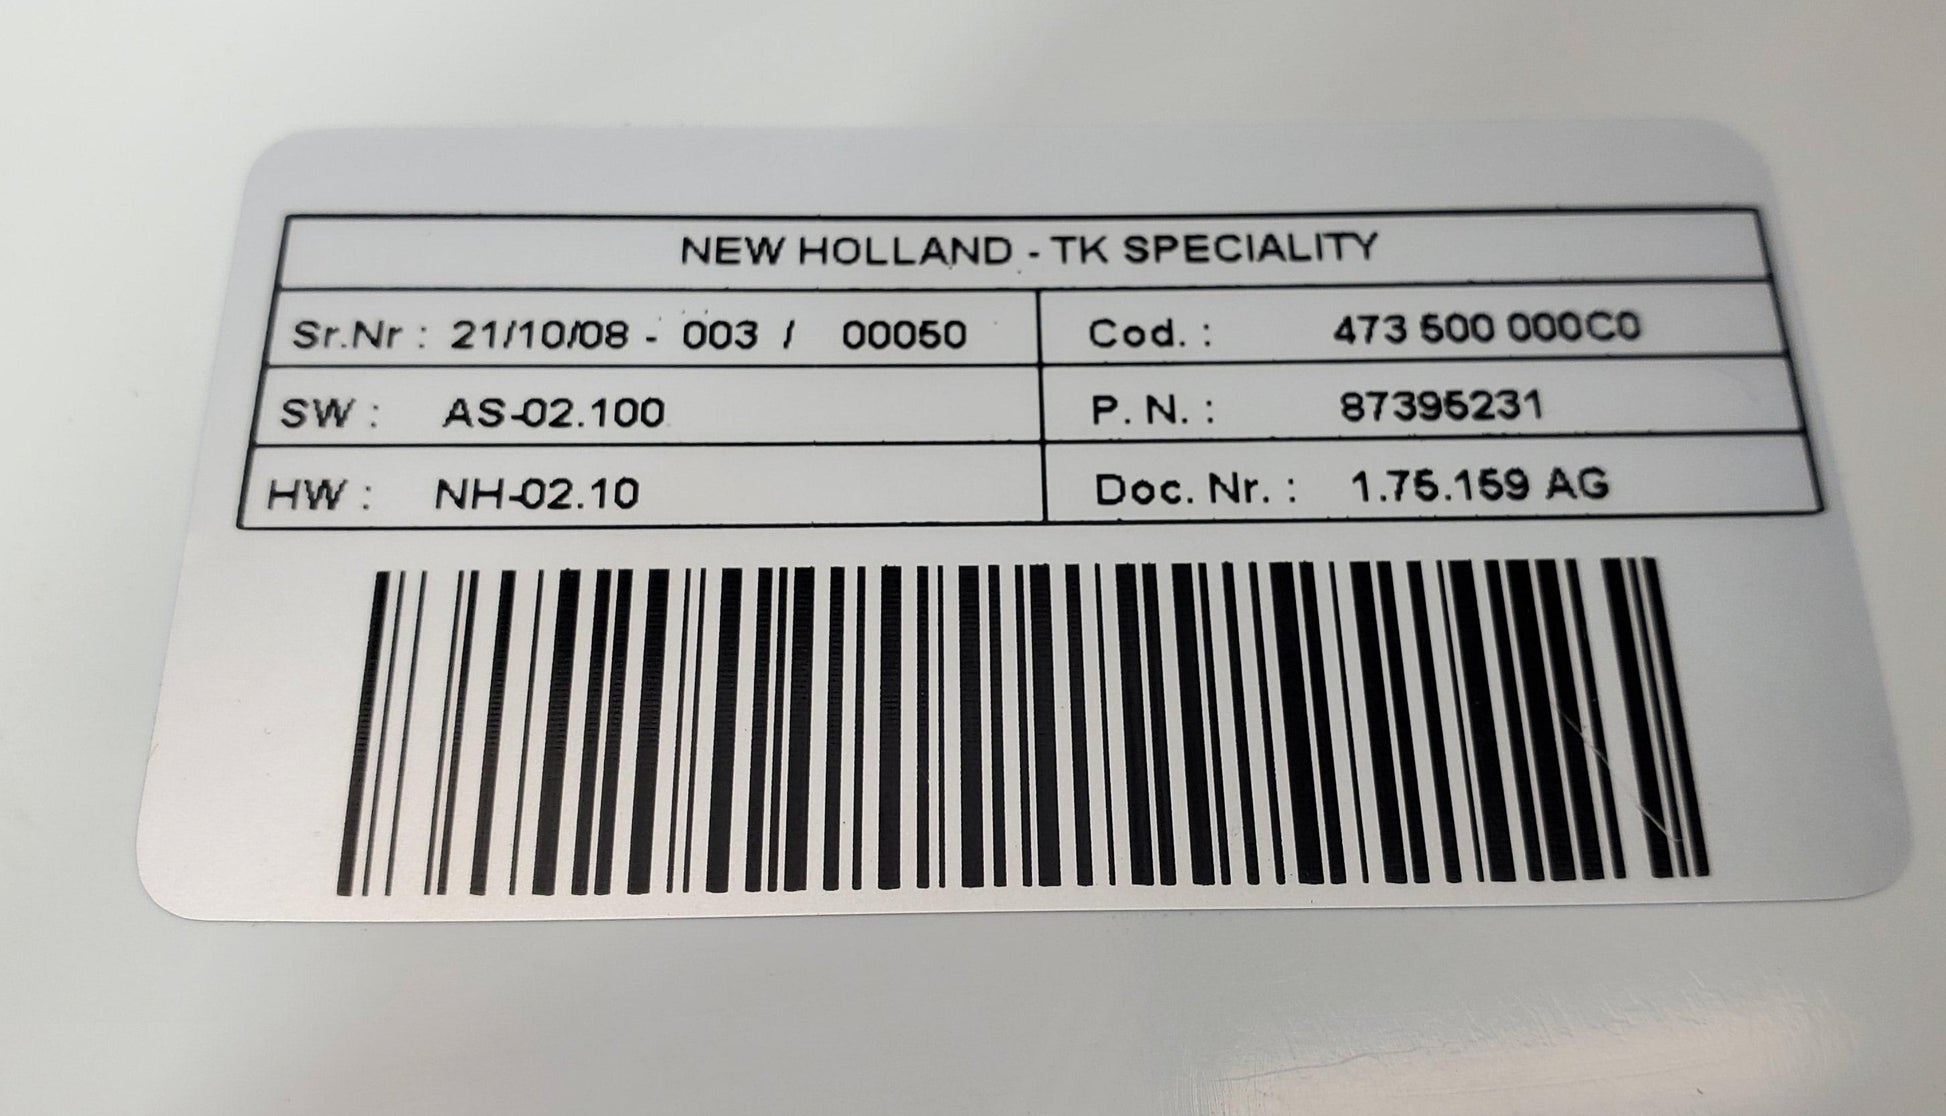 NEW HOLLAND - TK SPECIALITY
Sr.Nr : 21/10/08 - 003 / 00050 Cod. : 473 500 000C0
SW : AS-02.100 P. N. : 87395231
HW : NH-02.10 Doc. Nr. : 1.75.159 AG